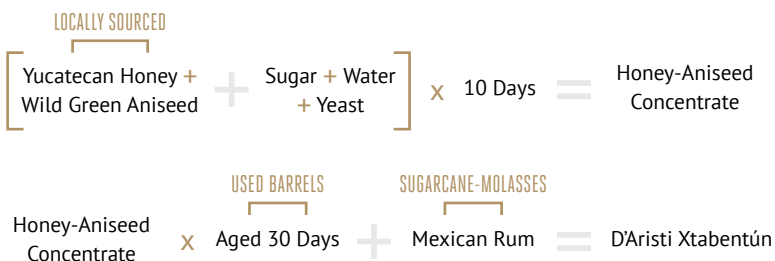 LOCALLY SOURCED
Yucatecan Honey + Sugar + Water Honey-Aniseed
Wild Green Aniseed + + Yeast x 10 Days = Concentrate
USED BARRELS SUGARCANE-MOLASSES
Honey-Aniseed
Concentrate x Aged 30 Days + Mexican Rum = D'Aristi Xtabentún